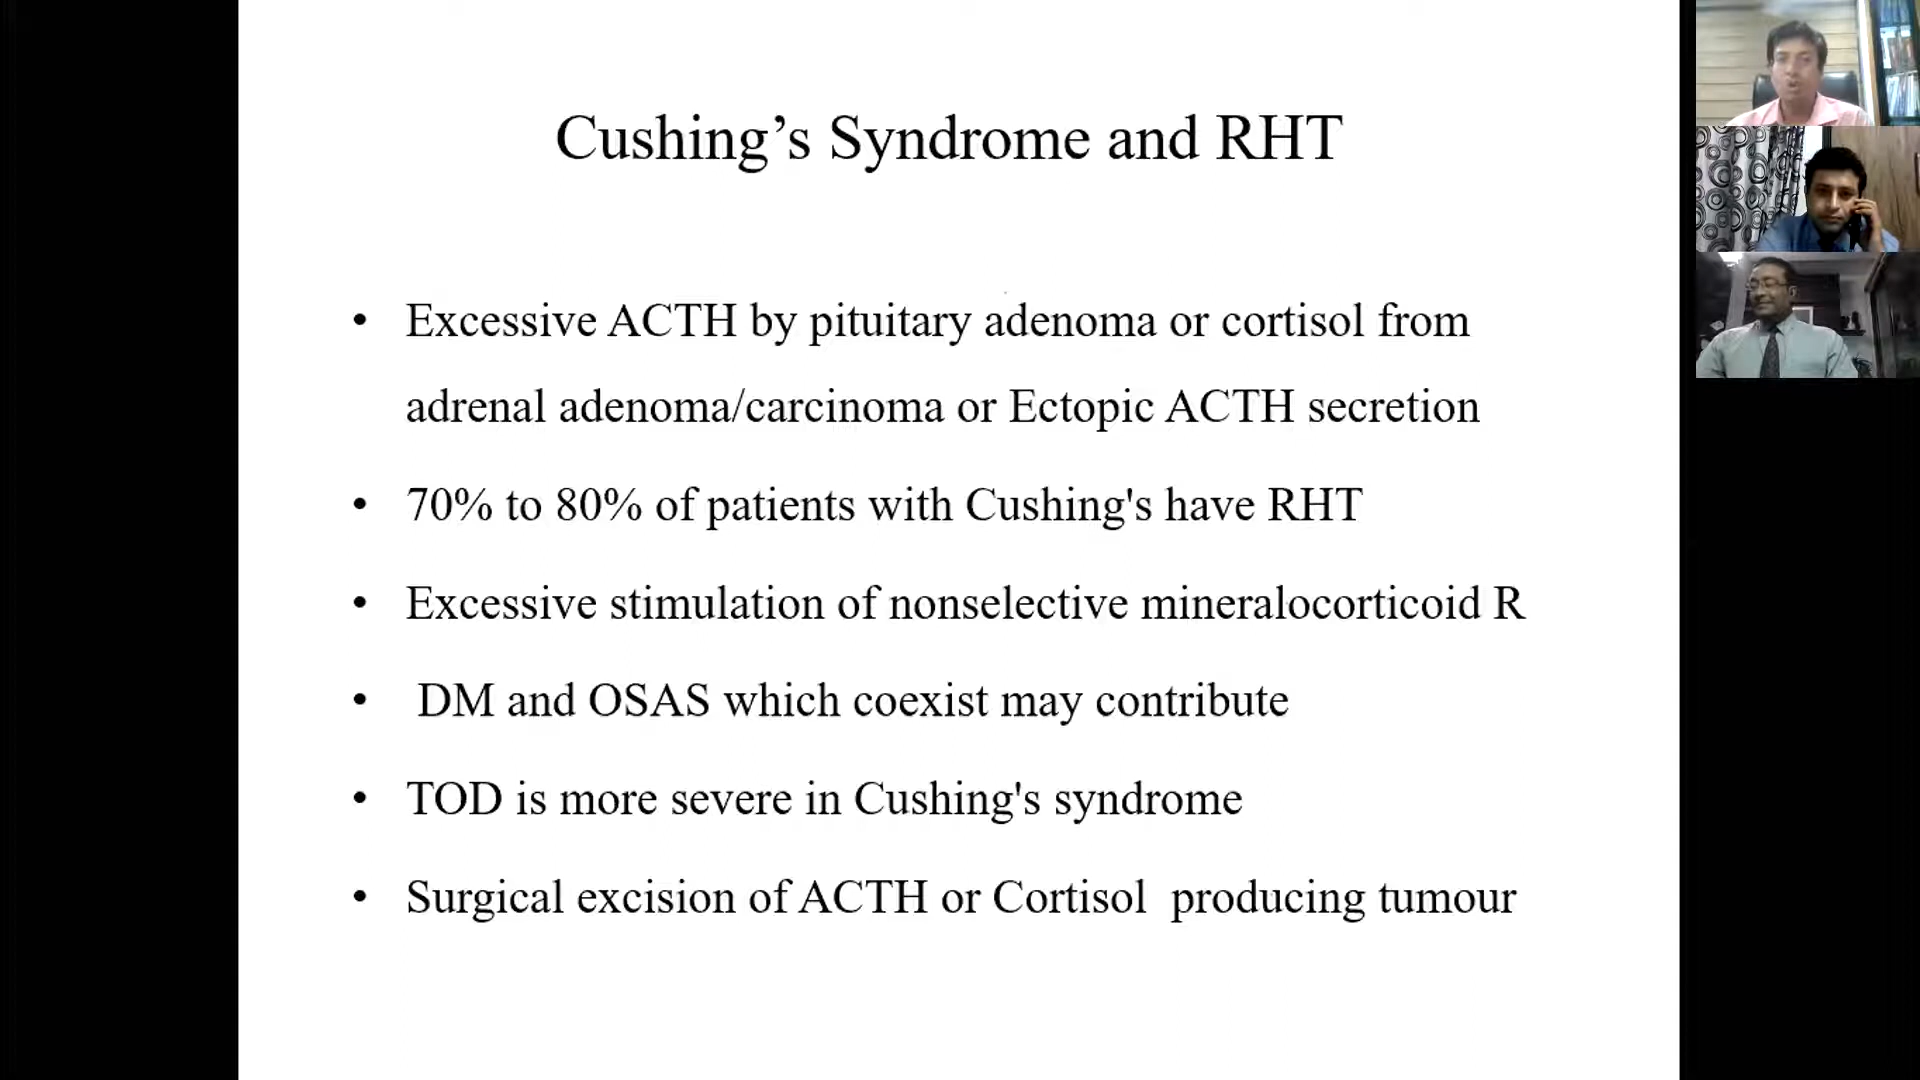 Cushing’s Syndrome and RHT
• Excessive ACTH by pituitary adenoma or cortisol from
adrenal adenoma/carcinoma or Ectopic ACTH secretion
• 70% to 80% of patients with Cushing's have RHT
• Excessive stimulation of nonselective mineralocorticoid R
• DM and OSAS which coexist may contribute
• TOD is more severe in Cushing's syndrome
• Surgical excision of ACTH or Cortisol producing tumour